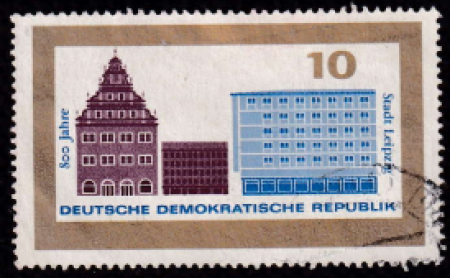 10
800 Jahre
Stadt Leipzig
DEUTSCHE DEMOKRATISCHE REPUBLIK